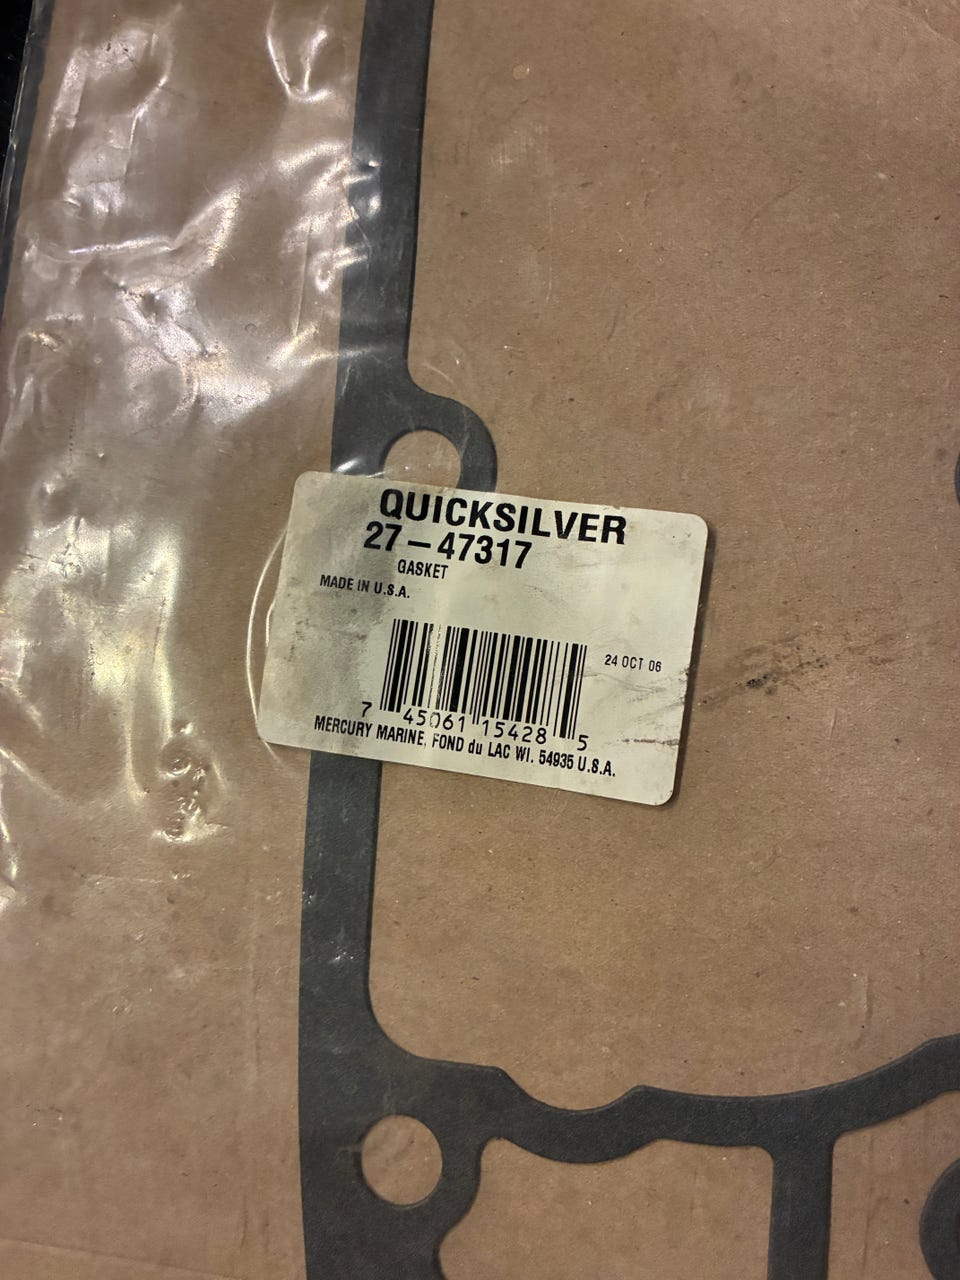 QUICKSILVER
27-47317
GASKET
MADE IN U.S.A.
24 OCT 06
7 45061 15428 5
MERCURY MARINE, FOND du LAC WI. 54935 U.S.A.